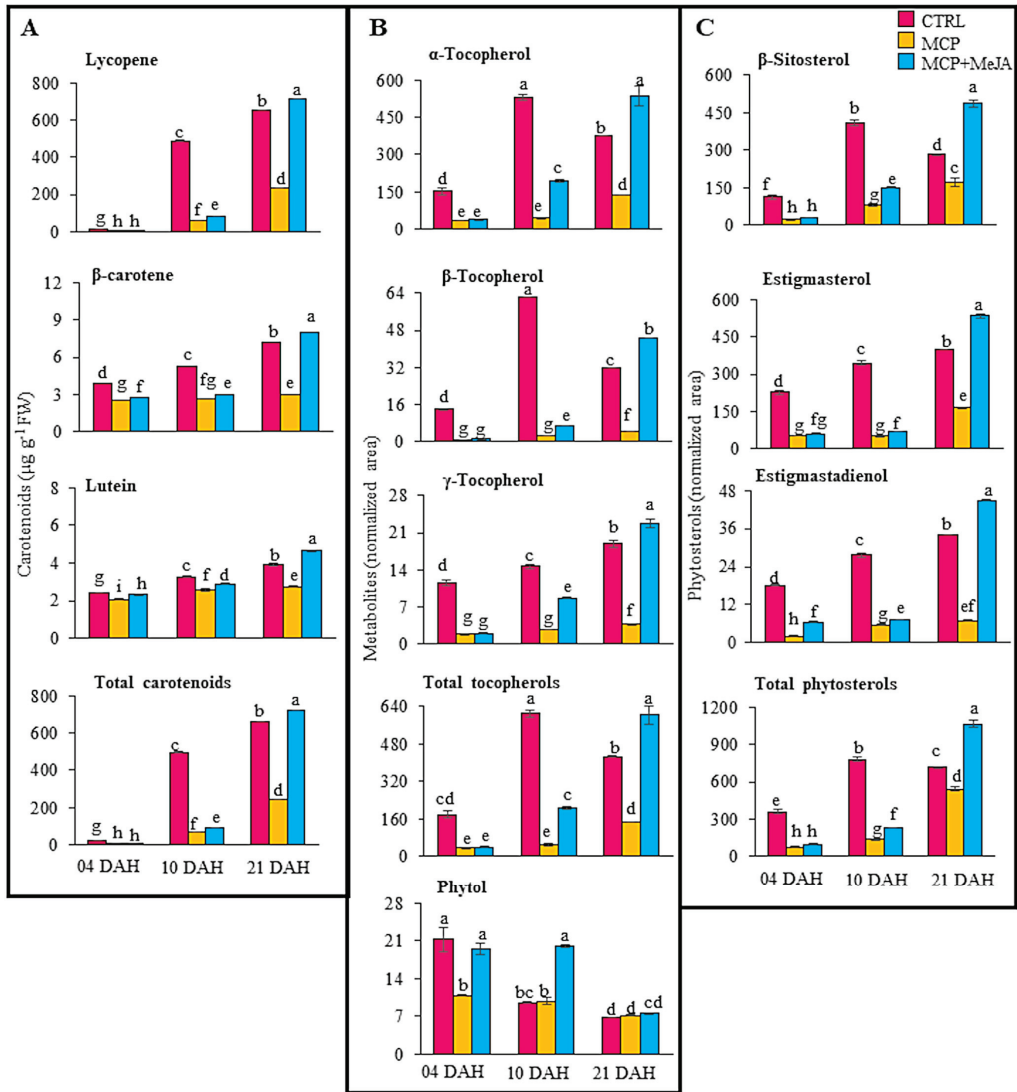 A
Lycopene
800
600
400
200
0
g h h
c
f
e
b
d
a
β-carotene
12
9
6
3
0
d
g f
c
fg
e
b
e
a
Lutein
8
6
4
2
0
g
i
h
c
f
d
b
e
a
Total carotenoids
800
600
400
200
0
g
h h
c
f
e
b
d
a
04 DAH 10 DAH 21 DAH
Carotenoids (µg g⁻¹ FW)
B
α-Tocopherol
600
450
300
150
0
d
e e
a
e
c
b
d
a
β-Tocopherol
64
48
32
16
0
d
g g
a
g
e
c
f
b
γ-Tocopherol
28
21
14
7
0
d
g g
c
g
e
b
f
a
Total tocopherols
640
480
320
160
0
cd
e e
a
e
c
b
d
a
Phytol
28
21
14
7
0
a
b
a
bc b
a
d d cd
04 DAH 10 DAH 21 DAH
Metabolites (normalized area)
C
CTRL
MCP
MCP+MeJA
β-Sitosterol
600
450
300
150
0
f
h h
b
g
e
d
c
a
Estigmasterol
600
450
300
150
0
d
g fg
c
g
f
b
e
a
Estigmastadienol
48
36
24
12
0
d
h
f
c
g
e
b
ef
a
Total phytosterols
1200
900
600
300
0
e
h h
b
g
f
c
d
a
04 DAH 10 DAH 21 DAH
Phytosterols (normalized area)